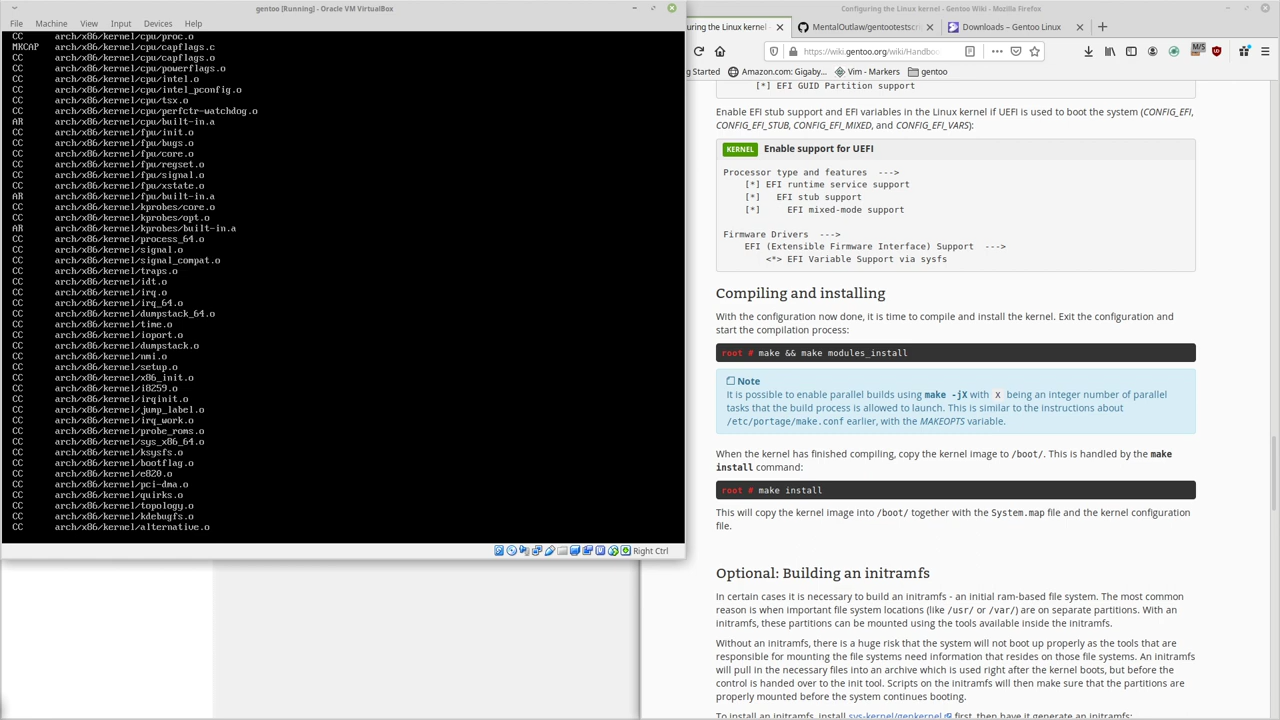 gentoo [Running] - Oracle VM VirtualBox
File Machine View Input Devices Help
CC arch/x86/kernel/cpu/proc.o
MKCAP arch/x86/kernel/cpu/capflags.c
CC arch/x86/kernel/cpu/capflags.o
CC arch/x86/kernel/cpu/powerflags.o
CC arch/x86/kernel/cpu/intel.o
CC arch/x86/kernel/cpu/intel_pconfig.o
CC arch/x86/kernel/cpu/tsx.o
CC arch/x86/kernel/cpu/perfctr-watchdog.o
AR arch/x86/kernel/cpu/built-in.a
CC arch/x86/kernel/fpu/init.o
CC arch/x86/kernel/fpu/bugs.o
CC arch/x86/kernel/fpu/core.o
CC arch/x86/kernel/fpu/regset.o
CC arch/x86/kernel/fpu/signal.o
CC arch/x86/kernel/fpu/xstate.o
AR arch/x86/kernel/fpu/built-in.a
CC arch/x86/kernel/kprobes/core.o
CC arch/x86/kernel/kprobes/opt.o
AR arch/x86/kernel/kprobes/built-in.a
CC arch/x86/kernel/process_64.o
CC arch/x86/kernel/signal.o
CC arch/x86/kernel/signal_compat.o
CC arch/x86/kernel/traps.o
CC arch/x86/kernel/idt.o
CC arch/x86/kernel/irq.o
CC arch/x86/kernel/irq_64.o
CC arch/x86/kernel/dumpstack_64.o
CC arch/x86/kernel/time.o
CC arch/x86/kernel/ioport.o
CC arch/x86/kernel/dumpstack.o
CC arch/x86/kernel/nmi.o
CC arch/x86/kernel/setup.o
CC arch/x86/kernel/x86_init.o
CC arch/x86/kernel/i8259.o
CC arch/x86/kernel/irqinit.o
CC arch/x86/kernel/jump_label.o
CC arch/x86/kernel/irq_work.o
CC arch/x86/kernel/probe_roms.o
CC arch/x86/kernel/sys_x86_64.o
CC arch/x86/kernel/ksysfs.o
CC arch/x86/kernel/bootflag.o
CC arch/x86/kernel/e820.o
CC arch/x86/kernel/pci-dma.o
CC arch/x86/kernel/quirks.o
CC arch/x86/kernel/topology.o
CC arch/x86/kernel/kdebugfs.o
CC arch/x86/kernel/alternative.o
Right Ctrl
Configuring the Linux kernel - Gentoo Wiki - Mozilla Firefox
ring the Linux kernel - MentalOutlaw/gentootestscr Downloads – Gentoo Linux
https://wiki.gentoo.org/wiki/Handbo
g Started Amazon.com: Gigaby... Vim - Markers gentoo
[*] EFI GUID Partition support
Enable EFI stub support and EFI variables in the Linux kernel if UEFI is used to boot the system (CONFIG_EFI,
CONFIG_EFI_STUB, CONFIG_EFI_MIXED, and CONFIG_EFI_VARS):
KERNEL Enable support for UEFI
Processor type and features --->
[*] EFI runtime service support
[*] EFI stub support
[*] EFI mixed-mode support
Firmware Drivers --->
EFI (Extensible Firmware Interface) Support --->
<*> EFI Variable Support via sysfs
Compiling and installing
With the configuration now done, it is time to compile and install the kernel. Exit the configuration and
start the compilation process:
root # make && make modules_install
Note
It is possible to enable parallel builds using make -jX with X being an integer number of parallel
tasks that the build process is allowed to launch. This is similar to the instructions about
/etc/portage/make.conf earlier, with the MAKEOPTS variable.
When the kernel has finished compiling, copy the kernel image to /boot/. This is handled by the make
install command:
root # make install
This will copy the kernel image into /boot/ together with the System.map file and the kernel configuration
file.
Optional: Building an initramfs
In certain cases it is necessary to build an initramfs - an initial ram-based file system. The most common
reason is when important file system locations (like /usr/ or /var/) are on separate partitions. With an
initramfs, these partitions can be mounted using the tools available inside the initramfs.
Without an initramfs, there is a huge risk that the system will not boot up properly as the tools that are
responsible for mounting the file systems need information that resides on those file systems. An initramfs
will pull in the necessary files into an archive which is used right after the kernel boots, but before the
control is handed over to the init tool. Scripts on the initramfs will then make sure that the partitions are
properly mounted before the system continues booting.
To install an initramfs, install sys-kernel/genkernel first, then have it generate an initramfs: